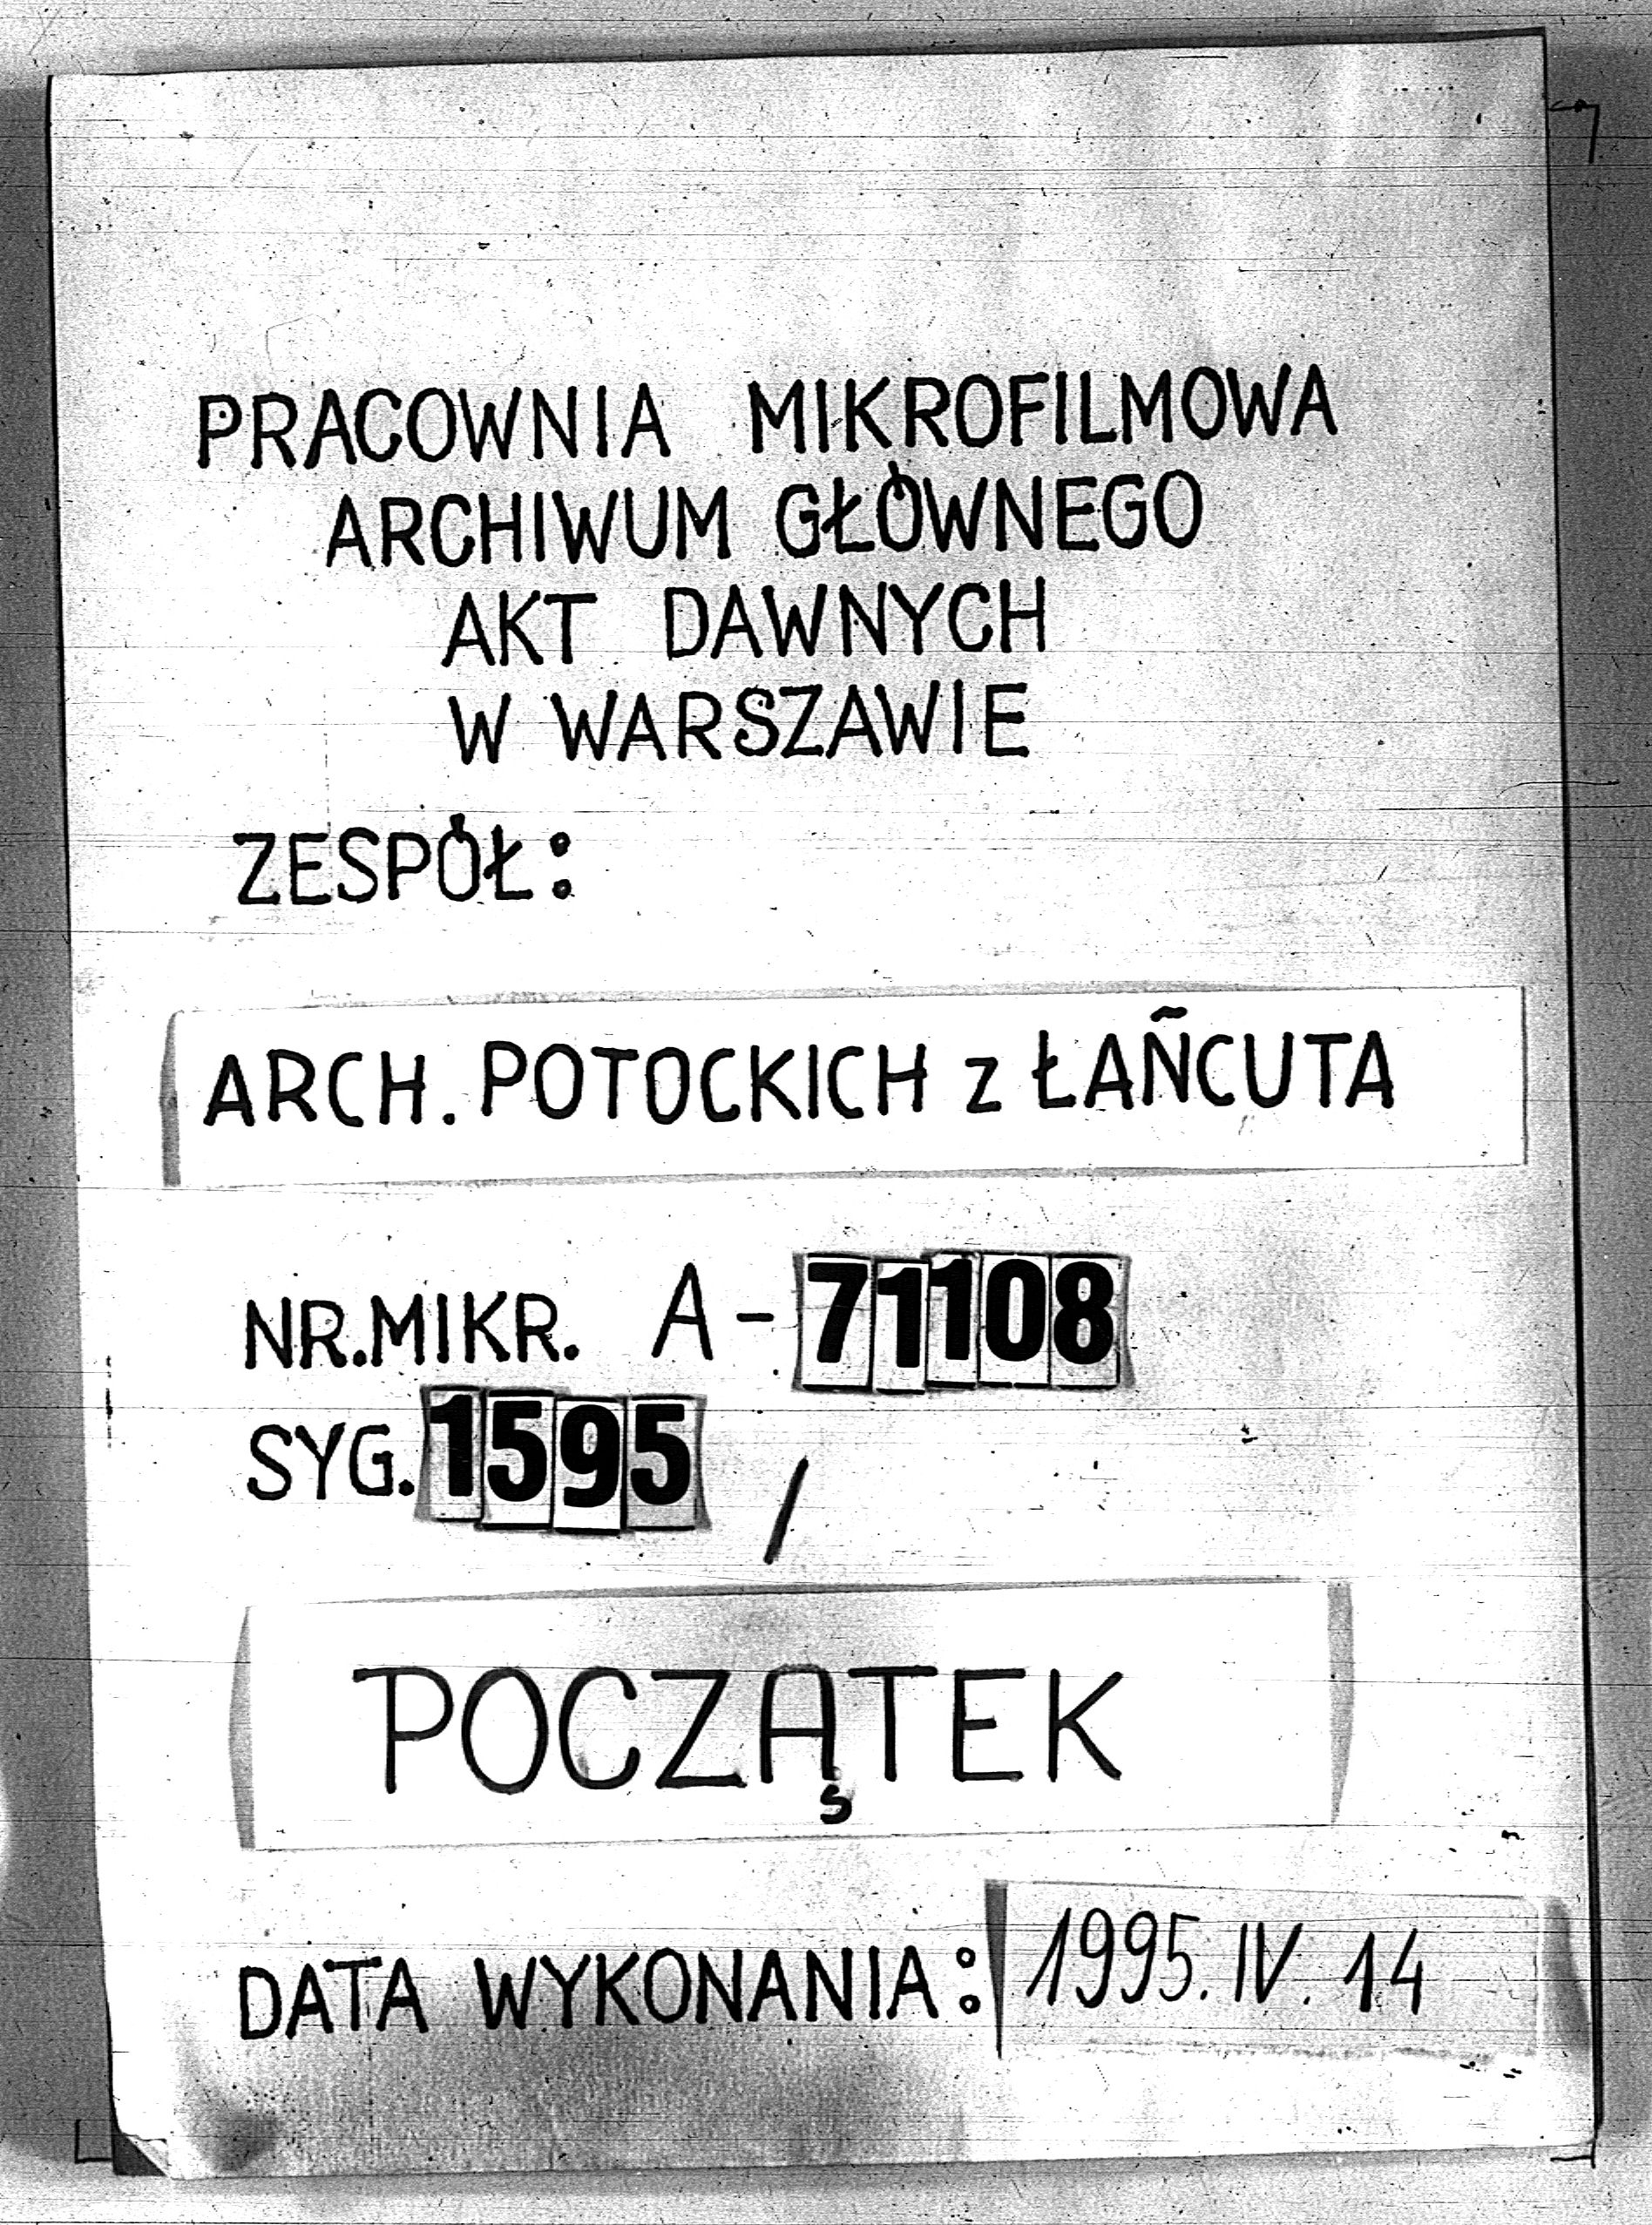 PRACOWNIA MIKROFILMOWA
ARCHIWUM GŁÓWNEGO
AKT DAWNYCH
W WARSZAWIE
ZESPÓŁ:
ARCH. POTOCKICH z ŁAŃCUTA
NR.MIKR. A-71108
SYG. 1595 /
POCZĄTEK
DATA WYKONANIA: 1995.IV.14